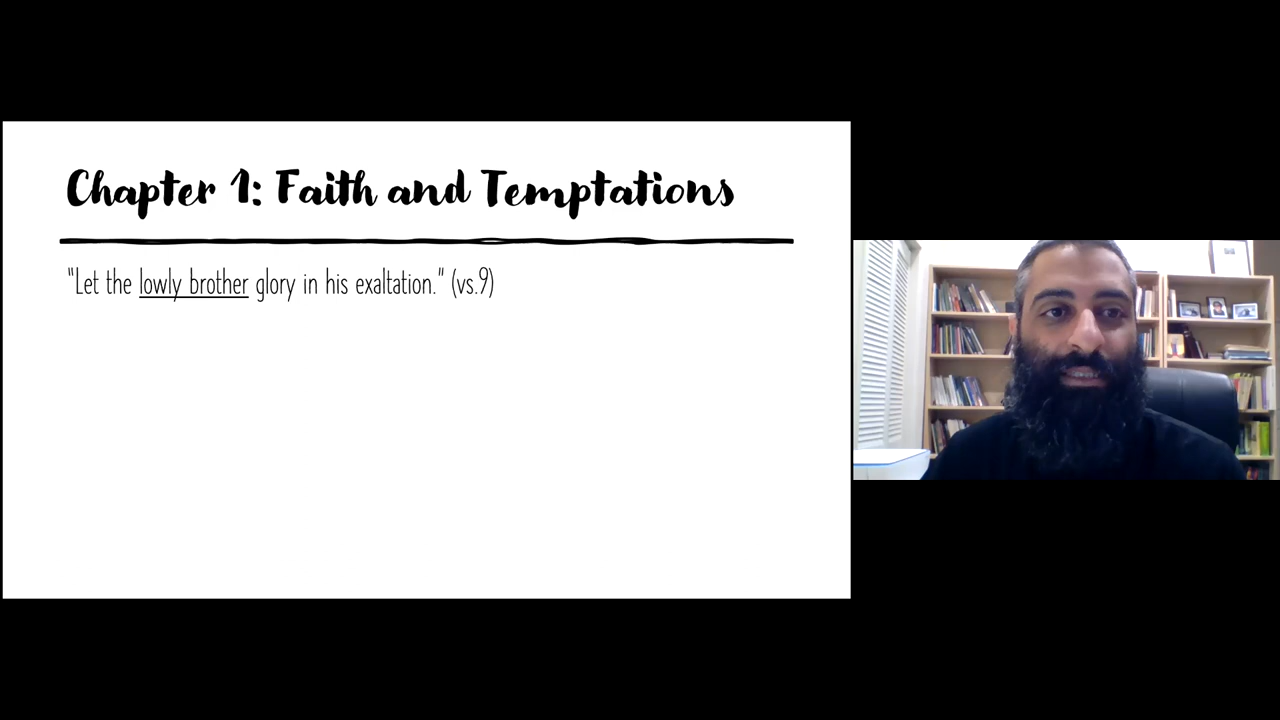 Chapter 1: Faith and Temptations
"Let the lowly brother glory in his exaltation." (vs.9)